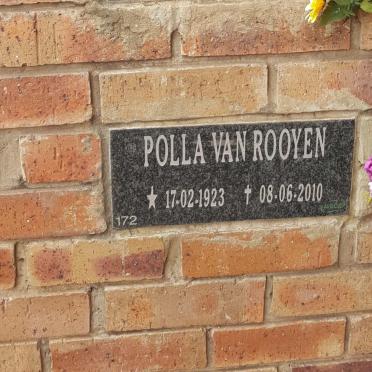 POLLA VAN ROOYEN
★ 17-02-1923 ✝ 08-06-2010
172